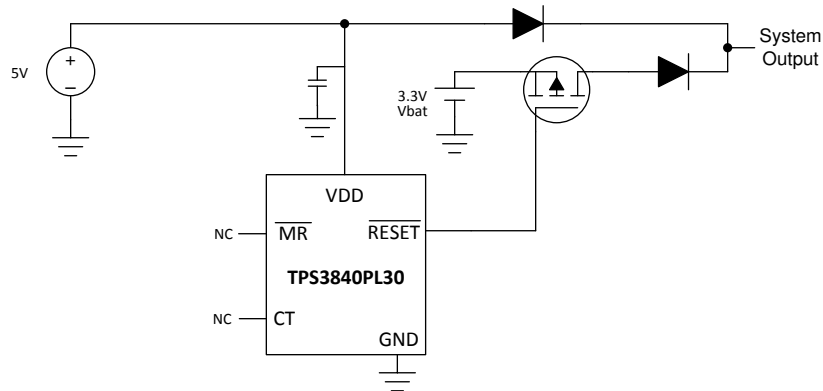 System
Output
5V
+
−
3.3V
Vbat
VDD
NC
MR
RESET
TPS3840PL30
NC
CT
GND